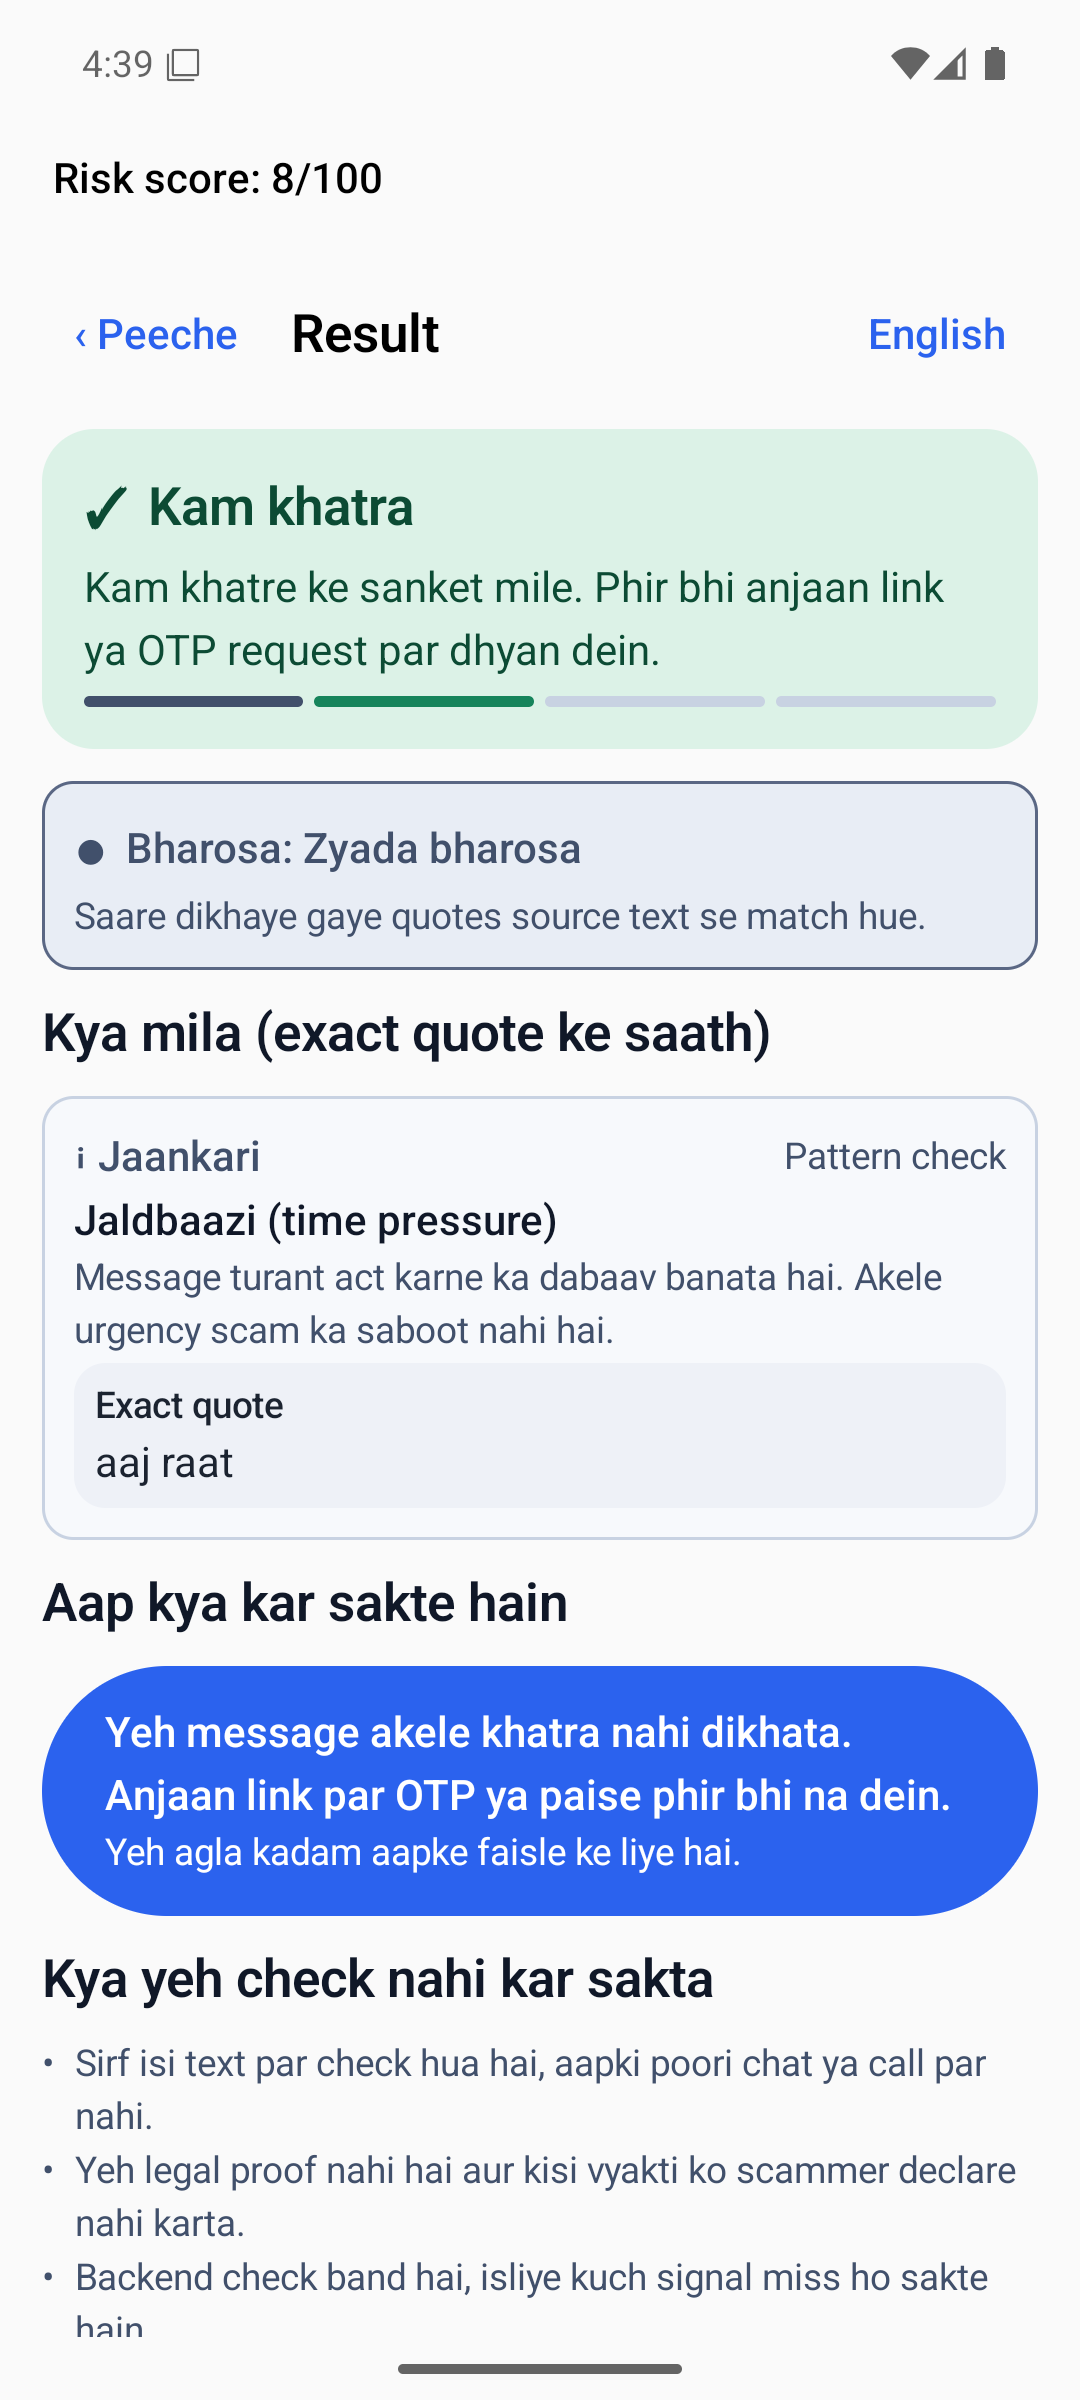 4:39
Risk score: 8/100
‹ Peeche
Result
English
✓ Kam khatra
Kam khatre ke sanket mile. Phir bhi anjaan link
ya OTP request par dhyan dein.
● Bharosa: Zyada bharosa
Saare dikhaye gaye quotes source text se match hue.
Kya mila (exact quote ke saath)
i Jaankari
Pattern check
Jaldbaazi (time pressure)
Message turant act karne ka dabaav banata hai. Akele
urgency scam ka saboot nahi hai.
Exact quote
aaj raat
Aap kya kar sakte hain
Yeh message akele khatra nahi dikhata.
Anjaan link par OTP ya paise phir bhi na dein.
Yeh agla kadam aapke faisle ke liye hai.
Kya yeh check nahi kar sakta
• Sirf isi text par check hua hai, aapki poori chat ya call par
nahi.
• Yeh legal proof nahi hai aur kisi vyakti ko scammer declare
nahi karta.
• Backend check band hai, isliye kuch signal miss ho sakte
hain